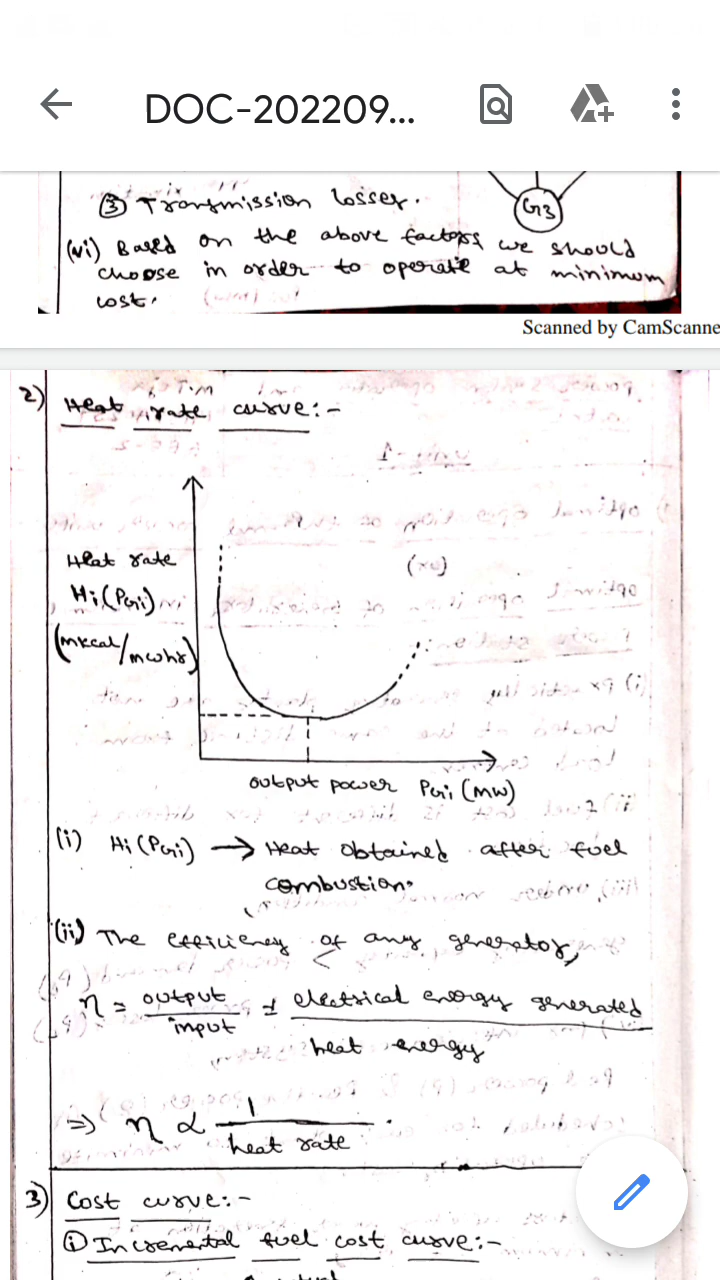 DOC-202209...
③ Transmission losses.
G3
(vi) Based on the above factors, we should
choose in order to operate at minimum
cost.
Scanned by CamScanne
2) Heat rate curve:-
Heat rate
Hi(PGi)
(mkcal/mwhr)
output power PGi (MW)
(i) Hi(PGi) → Heat obtained after fuel
combustion.
(ii) The efficiency of any generator,
η = output/input = electrical energy generated/heat energy
⇒ η ∝ 1/heat rate.
3) Cost curve:-
① Incremental fuel cost curve:-